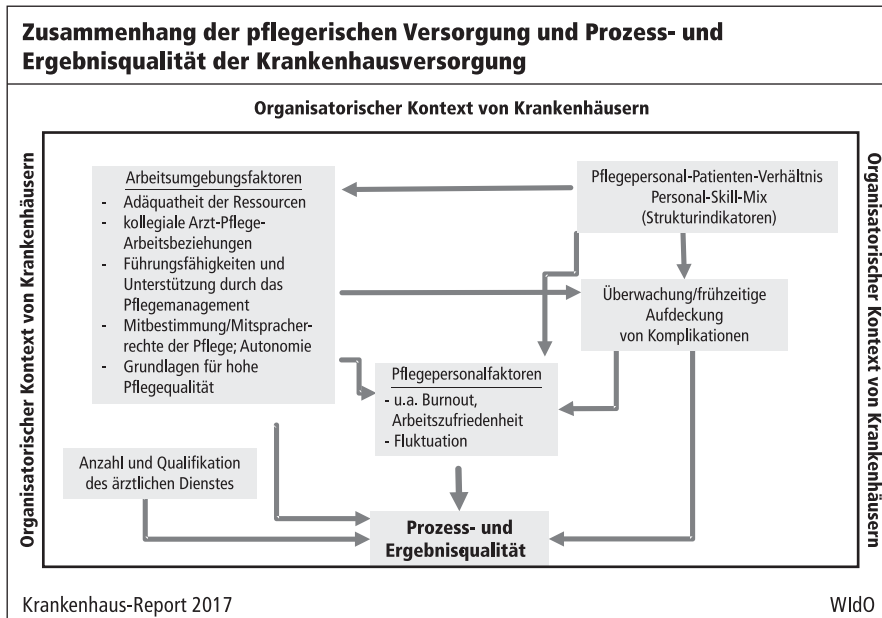 Zusammenhang der pflegerischen Versorgung und Prozess- und
Ergebnisqualität der Krankenhausversorgung
Organisatorischer Kontext von Krankenhäusern
Organisatorischer Kontext von Krankenhäusern
Arbeitsumgebungsfaktoren
- Adäquatheit der Ressourcen
- kollegiale Arzt-Pflege-
Arbeitsbeziehungen
- Führungsfähigkeiten und
Unterstützung durch das
Pflegemanagement
- Mitbestimmung/Mitspracher-
rechte der Pflege; Autonomie
- Grundlagen für hohe
Pflegequalität
Pflegepersonal-Patienten-Verhältnis
Personal-Skill-Mix
(Strukturindikatoren)
Überwachung/frühzeitige
Aufdeckung
von Komplikationen
Pflegepersonalfaktoren
- u.a. Burnout,
Arbeitszufriedenheit
- Fluktuation
Anzahl und Qualifikation
des ärztlichen Dienstes
Prozess- und
Ergebnisqualität
Organisatorischer Kontext von Krankenhäusern
Krankenhaus-Report 2017
WIdO